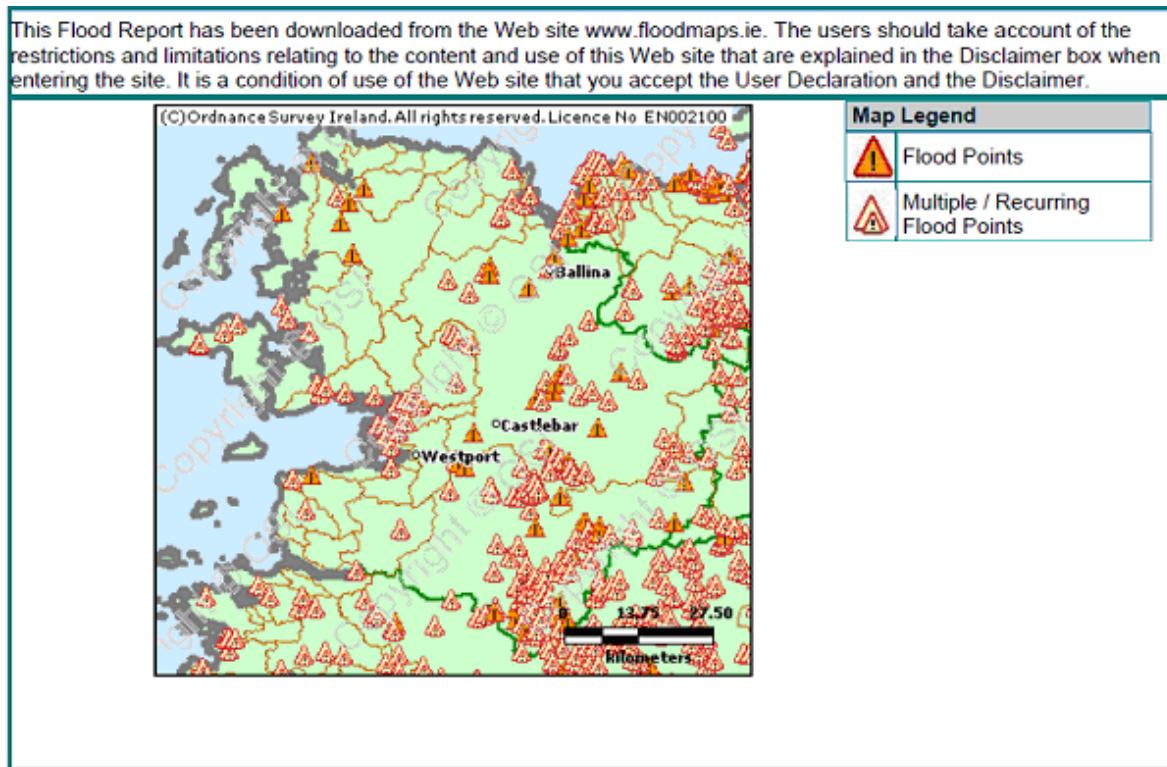 This Flood Report has been downloaded from the Web site www.floodmaps.ie. The users should take account of the
restrictions and limitations relating to the content and use of this Web site that are explained in the Disclaimer box when
entering the site. It is a condition of use of the Web site that you accept the User Declaration and the Disclaimer.
(C)Ordnance Survey Ireland. All rights reserved. Licence No EN002100
Ballina
Castlebar
Westport
0 13.75 27.50
kilometers
Map Legend
Flood Points
Multiple / Recurring
Flood Points